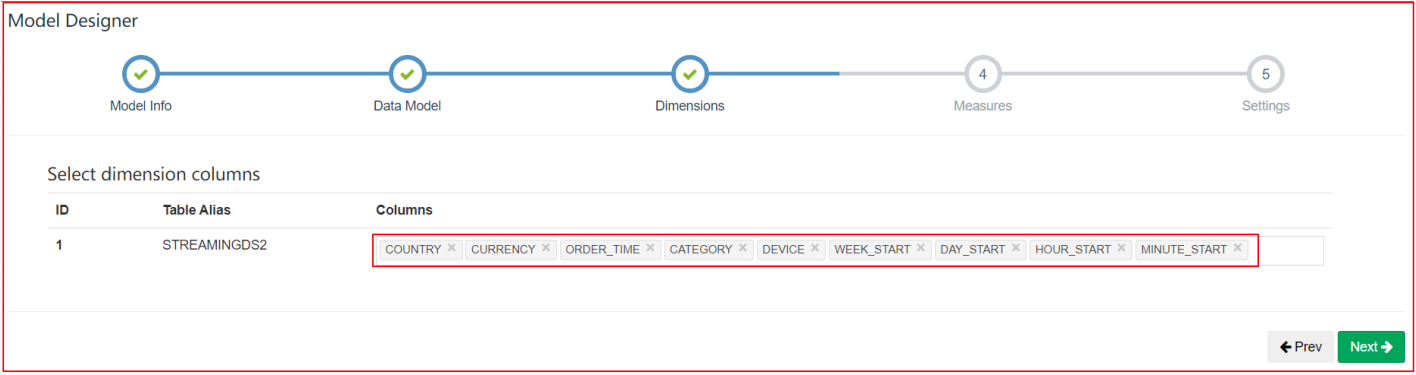 Model Designer
4 5
Model Info Data Model Dimensions Measures Settings
Select dimension columns
ID Table Alias Columns
1 STREAMINGDS2 COUNTRY × CURRENCY × ORDER_TIME × CATEGORY × DEVICE × WEEK_START × DAY_START × HOUR_START × MINUTE_START ×
Prev Next